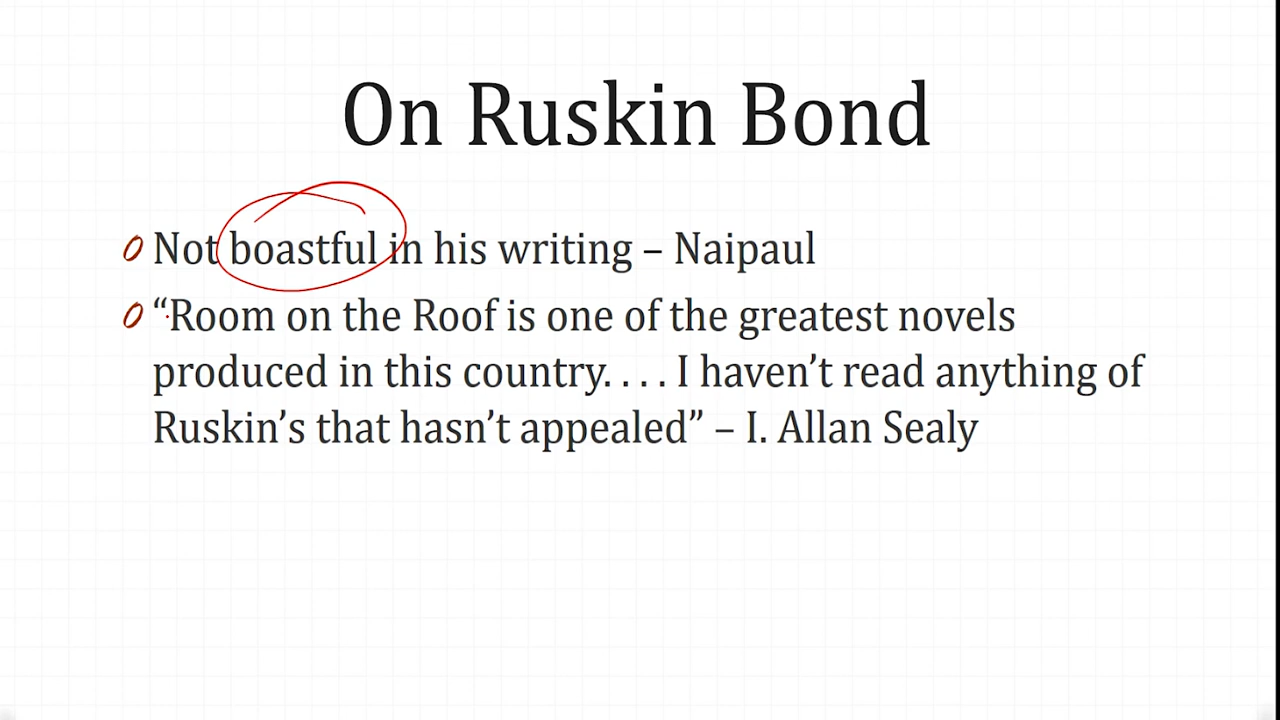 On Ruskin Bond
Not boastful in his writing – Naipaul
“Room on the Roof is one of the greatest novels
produced in this country. . . . I haven’t read anything of
Ruskin’s that hasn’t appealed” – I. Allan Sealy